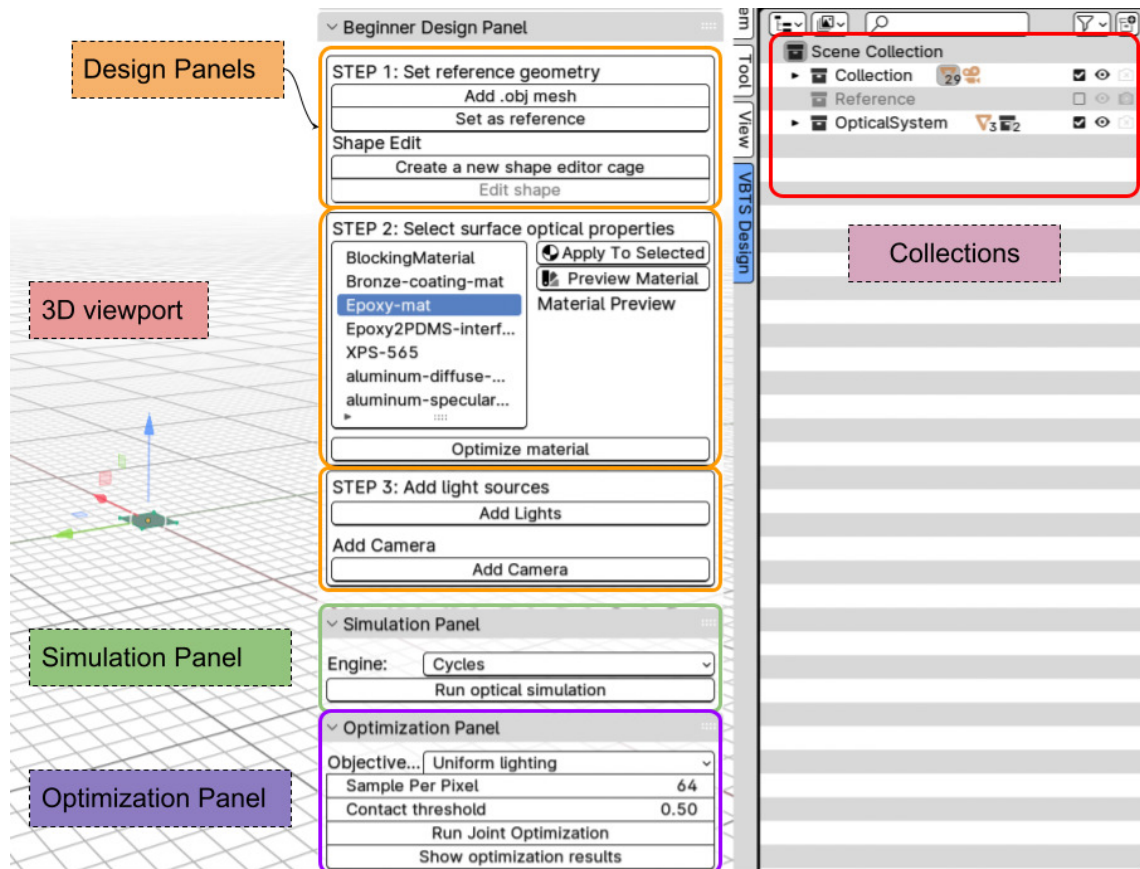 Design Panels
3D viewport
Simulation Panel
Optimization Panel
Beginner Design Panel
STEP 1: Set reference geometry
Add .obj mesh
Set as reference
Shape Edit
Create a new shape editor cage
Edit shape
STEP 2: Select surface optical properties
BlockingMaterial
Bronze-coating-mat
Epoxy-mat
Epoxy2PDMS-interf...
XPS-565
aluminum-diffuse-...
aluminum-specular...
Apply To Selected
Preview Material
Material Preview
Optimize material
STEP 3: Add light sources
Add Lights
Add Camera
Add Camera
Simulation Panel
Engine: Cycles
Run optical simulation
Optimization Panel
Objective... Uniform lighting
Sample Per Pixel 64
Contact threshold 0.50
Run Joint Optimization
Show optimization results
em
Tool
View
VBTS Design
Scene Collection
Collection 29
Reference
OpticalSystem 3 2
Collections